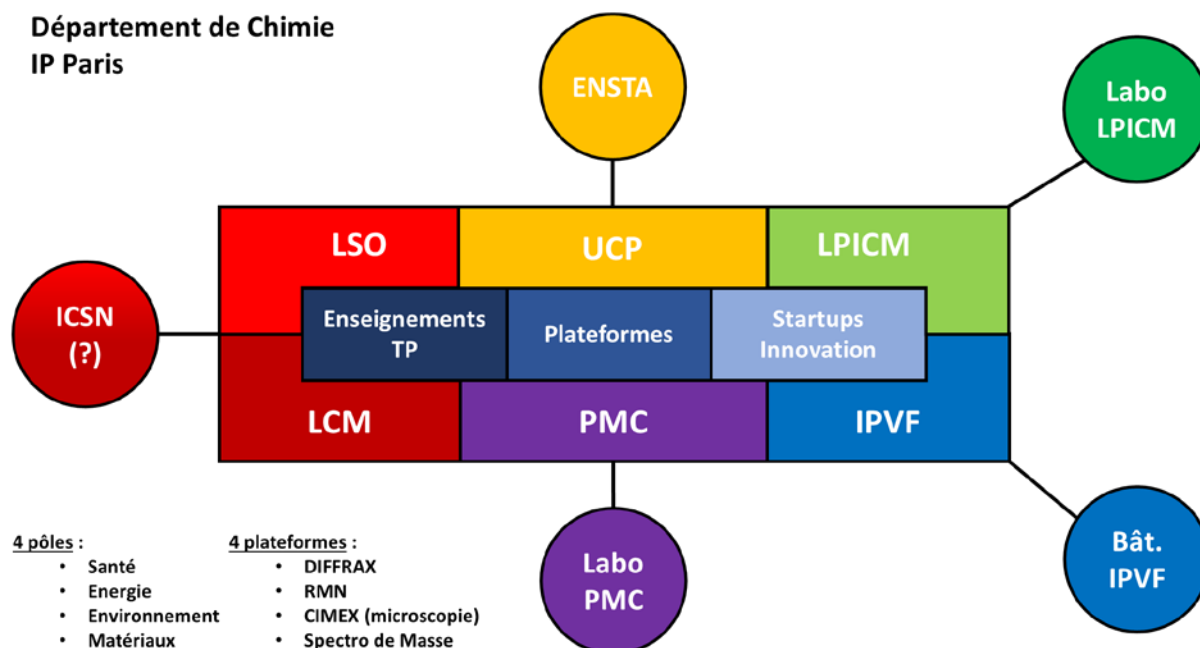 Département de Chimie
IP Paris
ENSTA
Labo
LPICM
LSO
UCP
LPICM
ICSN
(?)
Enseignements
TP
Plateformes
Startups
Innovation
LCM
PMC
IPVF
Labo
PMC
Bât.
IPVF
4 pôles :
• Santé
• Energie
• Environnement
• Matériaux
4 plateformes :
• DIFFRAX
• RMN
• CIMEX (microscopie)
• Spectro de Masse